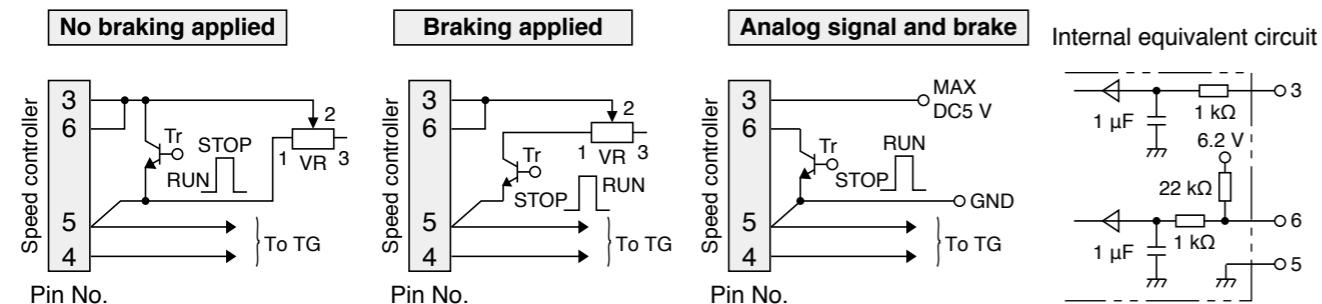 No braking applied
Speed controller
3
6
5
4
Tr
STOP
RUN
2
1 VR 3
To TG
Pin No.
Braking applied
Speed controller
3
6
5
4
2
1 VR 3
Tr
STOP
RUN
To TG
Pin No.
Analog signal and brake
Speed controller
3
6
5
4
MAX
DC5 V
Tr
RUN
STOP
GND
To TG
Pin No.
Internal equivalent circuit
3
1 µF
1 kΩ
6.2 V
22 kΩ
6
1 µF
1 kΩ
5